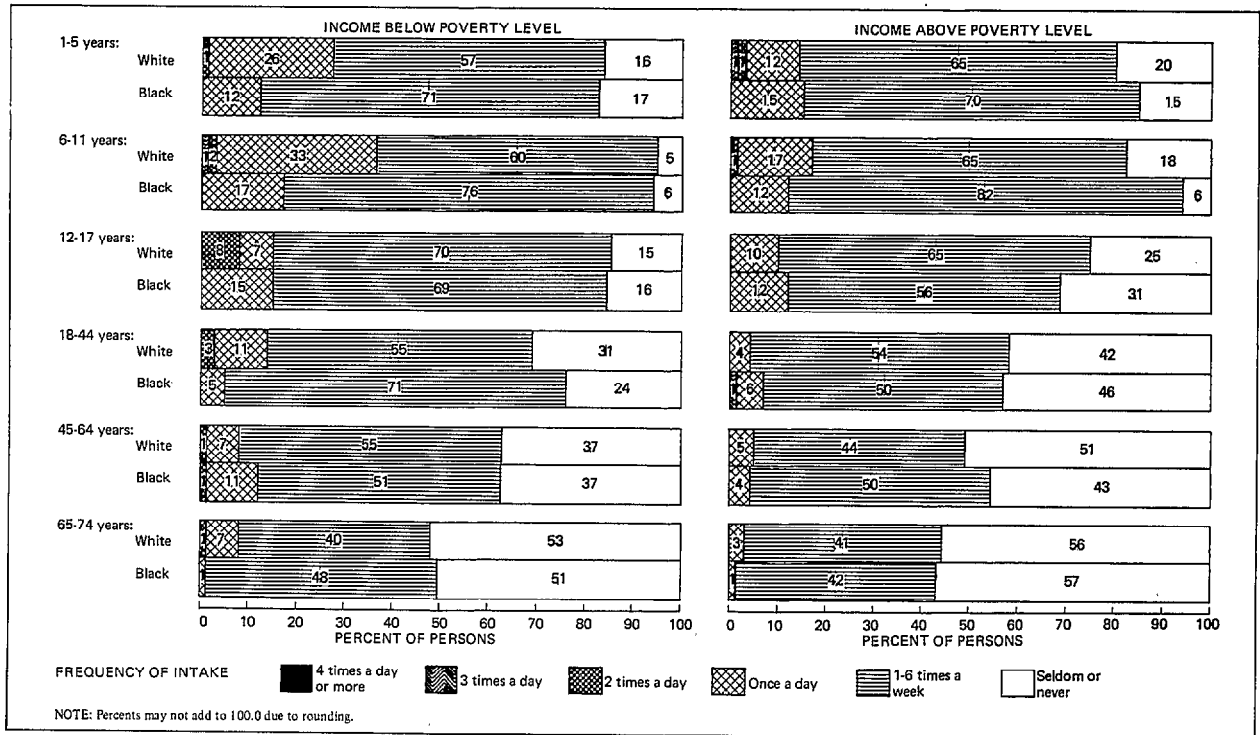 INCOME BELOW POVERTY LEVEL INCOME ABOVE POVERTY LEVEL
1-5 years:
White 1 26 57 16 1 1 12 65 20
Black 12 71 17 15 70 15
6-11 years:
White 1 2 33 60 5 1 17 65 18
Black 17 76 6 12 82 6
12-17 years:
White 8 7 70 15 10 65 25
Black 15 69 16 12 56 31
18-44 years:
White 3 11 55 31 4 54 42
Black 5 71 24 1 6 50 46
45-64 years:
White 1 7 55 37 5 44 51
Black 1 11 51 37 4 50 43
65-74 years:
White 1 7 40 53 3 41 56
Black 1 48 51 1 42 57
0 10 20 30 40 50 60 70 80 90 100 0 10 20 30 40 50 60 70 80 90 100
PERCENT OF PERSONS PERCENT OF PERSONS
FREQUENCY OF INTAKE
4 times a day
or more
3 times a day
2 times a day
Once a day
1-6 times a
week
Seldom or
never
NOTE: Percents may not add to 100.0 due to rounding.